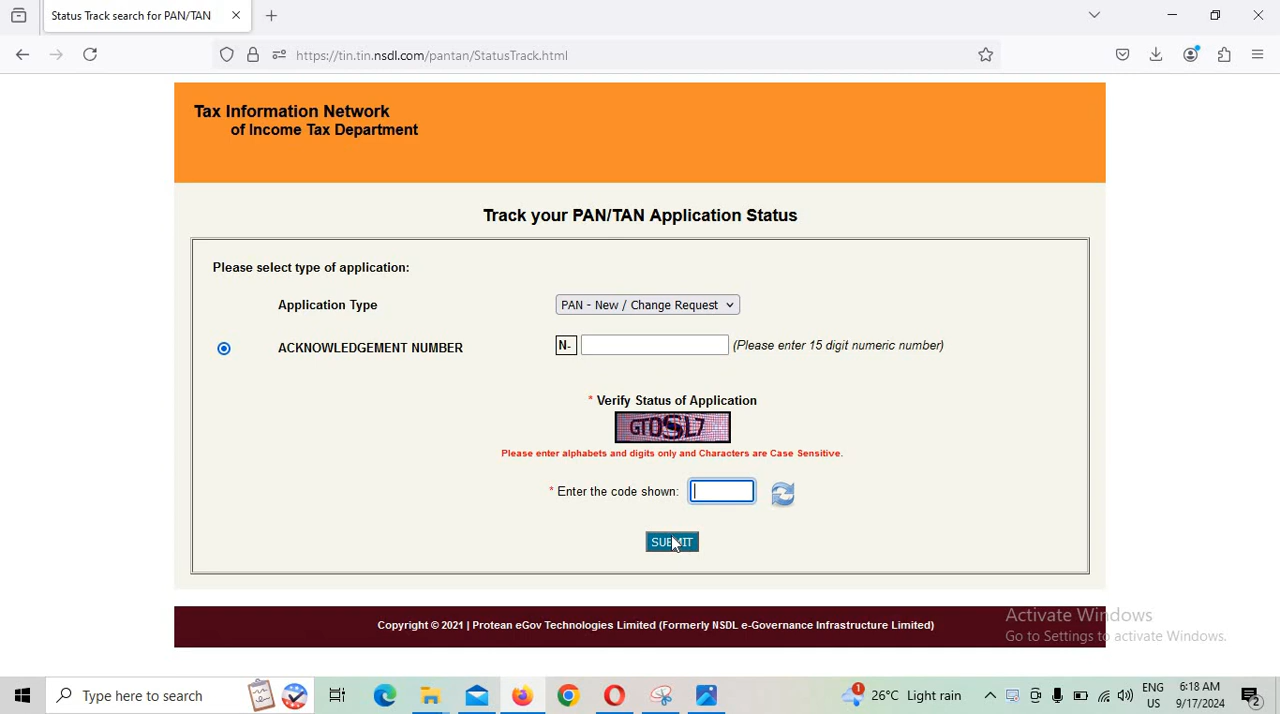 Status Track search for PAN/TAN
https://tin.tin.nsdl.com/pantan/StatusTrack.html
Tax Information Network
of Income Tax Department
Track your PAN/TAN Application Status
Please select type of application:
Application Type
PAN - New / Change Request
ACKNOWLEDGEMENT NUMBER
N-
(Please enter 15 digit numeric number)
* Verify Status of Application
Please enter alphabets and digits only and Characters are Case Sensitive.
* Enter the code shown:
SUBMIT
Copyright © 2021 | Protean eGov Technologies Limited (Formerly NSDL e-Governance Infrastructure Limited)
Activate Windows
Go to Settings to activate Windows.
Type here to search
1
26°C Light rain
ENG
US
6:18 AM
9/17/2024
2